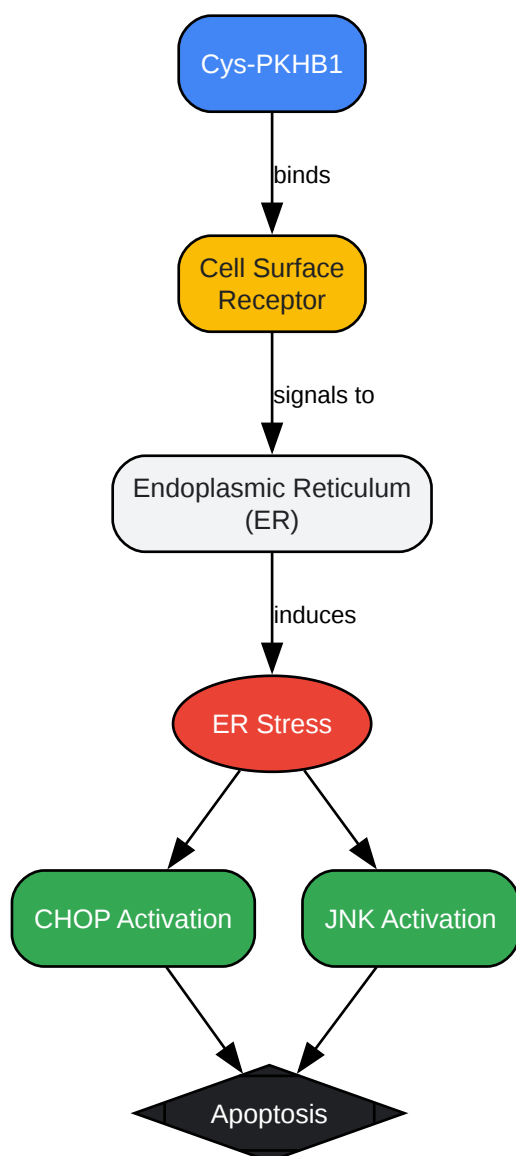 Cys-PKHB1
binds
Cell Surface
Receptor
signals to
Endoplasmic Reticulum
(ER)
induces
ER Stress
CHOP Activation
JNK Activation
Apoptosis